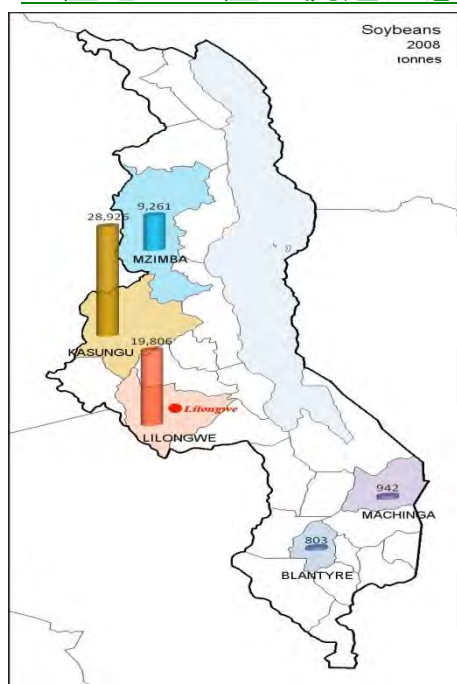 Soybeans
2008
tonnes
9,261
28,926
MZIMBA
19,806
KASUNGU
Lilongwe
LILONGWE
942
MACHINGA
803
BLANTYRE